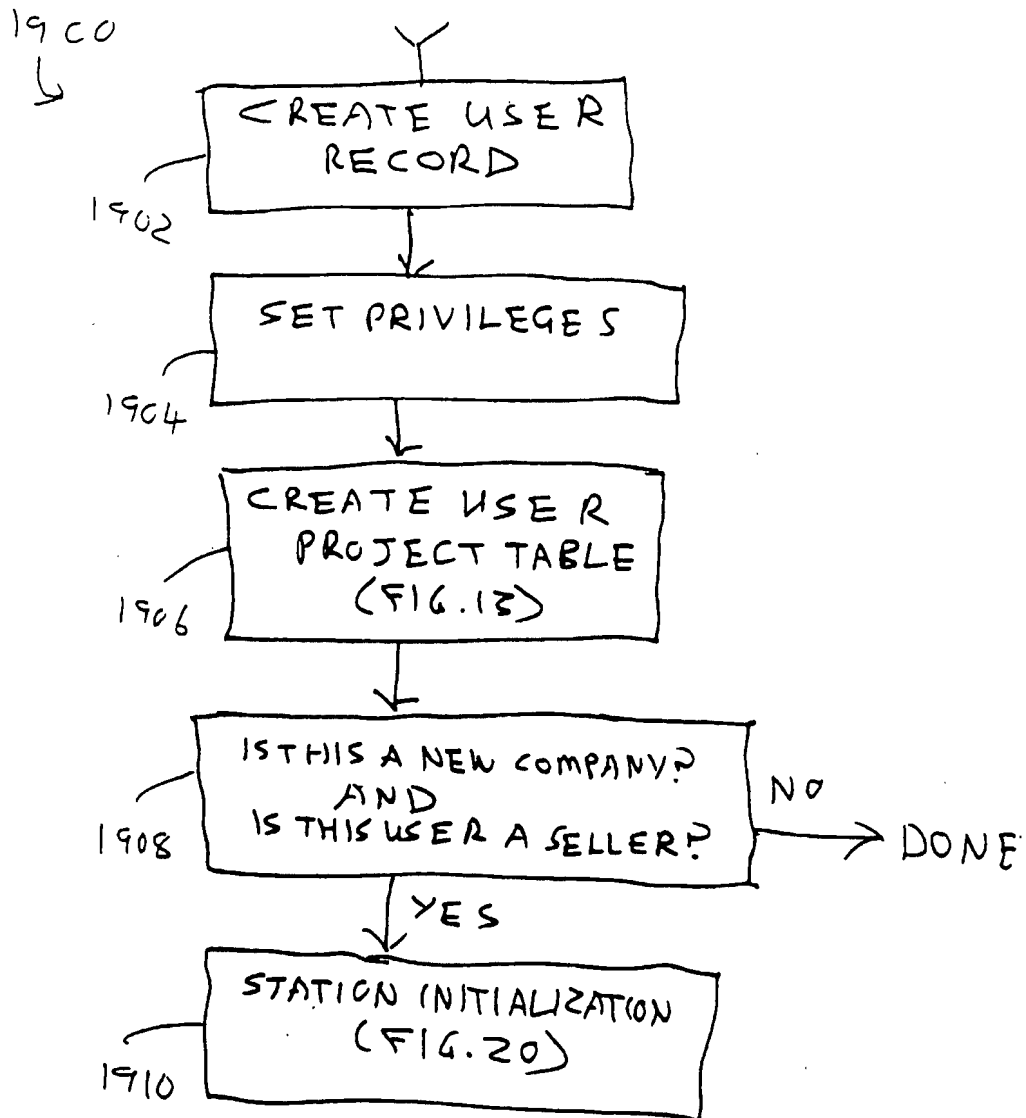 1900
CREATE USER
RECORD
1902
SET PRIVILEGES
1904
CREATE USER
PROJECT TABLE
(FIG.13)
1906
IS THIS A NEW COMPANY?
AND
IS THIS USER A SELLER?
1908
NO
DONE
YES
STATION INITIALIZATION
(FIG.20)
1910